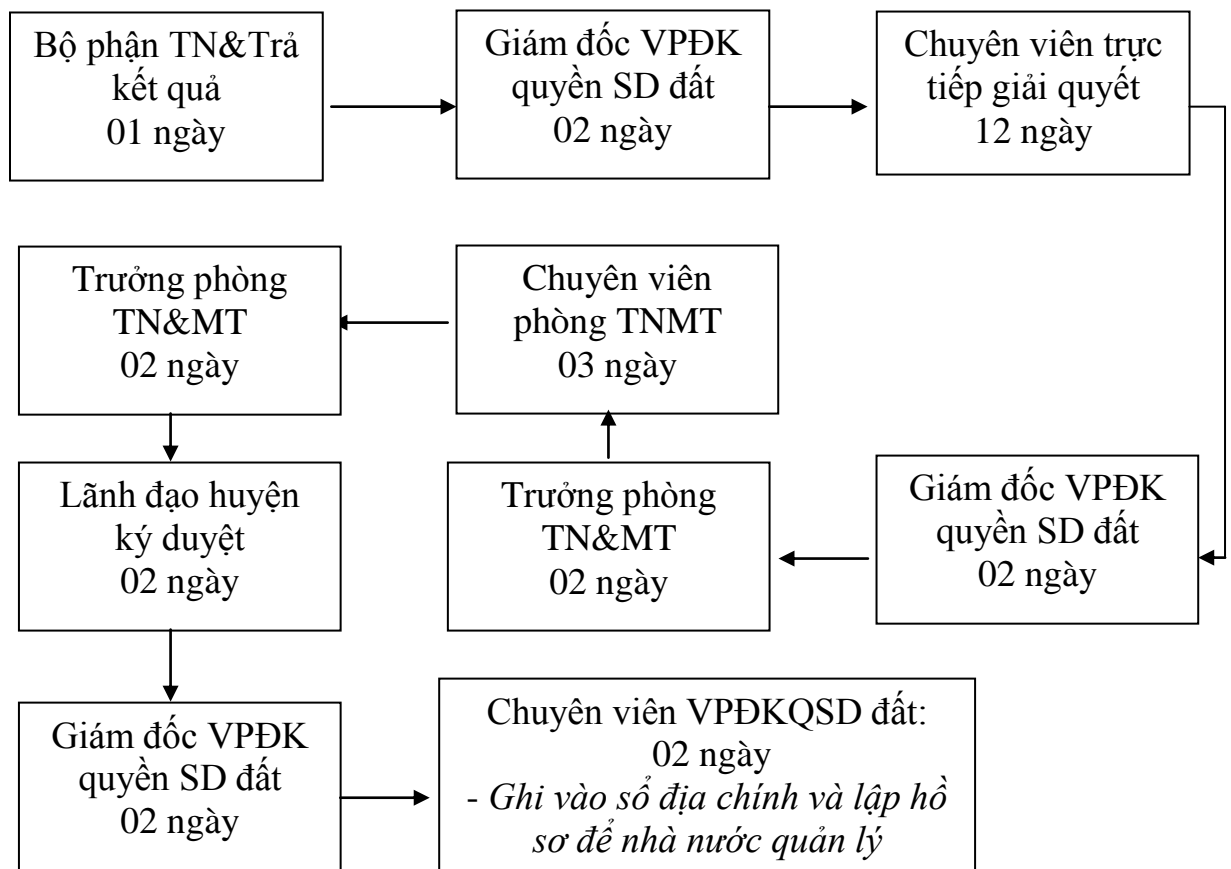 Bộ phận TN&Trả
kết quả
01 ngày
Giám đốc VPĐK
quyền SD đất
02 ngày
Chuyên viên trực
tiếp giải quyết
12 ngày
Trưởng phòng
TN&MT
02 ngày
Chuyên viên
phòng TNMT
03 ngày
Lãnh đạo huyện
ký duyệt
02 ngày
Trưởng phòng
TN&MT
02 ngày
Giám đốc VPĐK
quyền SD đất
02 ngày
Giám đốc VPĐK
quyền SD đất
02 ngày
Chuyên viên VPĐKQSD đất:
02 ngày
- Ghi vào sổ địa chính và lập hồ
sơ để nhà nước quản lý